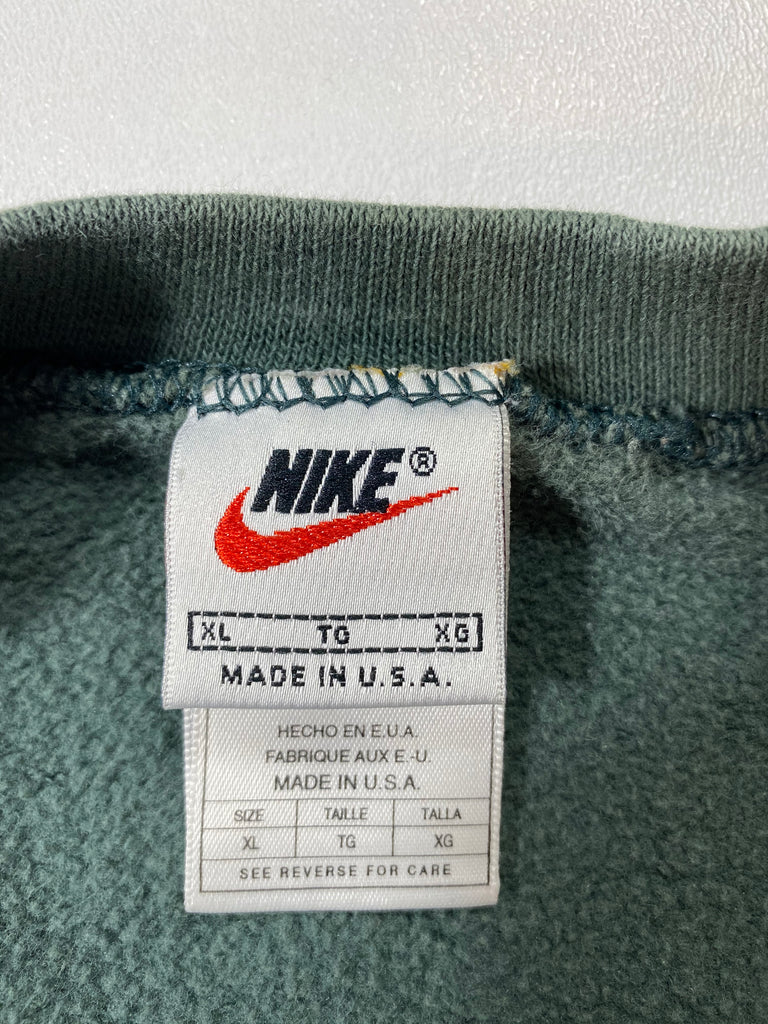 NIKE®
XL TG XG
MADE IN U.S.A.
HECHO EN E.U.A.
FABRIQUE AUX E.-U.
MADE IN U.S.A.
SIZE TAILLE TALLA
XL TG XG
SEE REVERSE FOR CARE